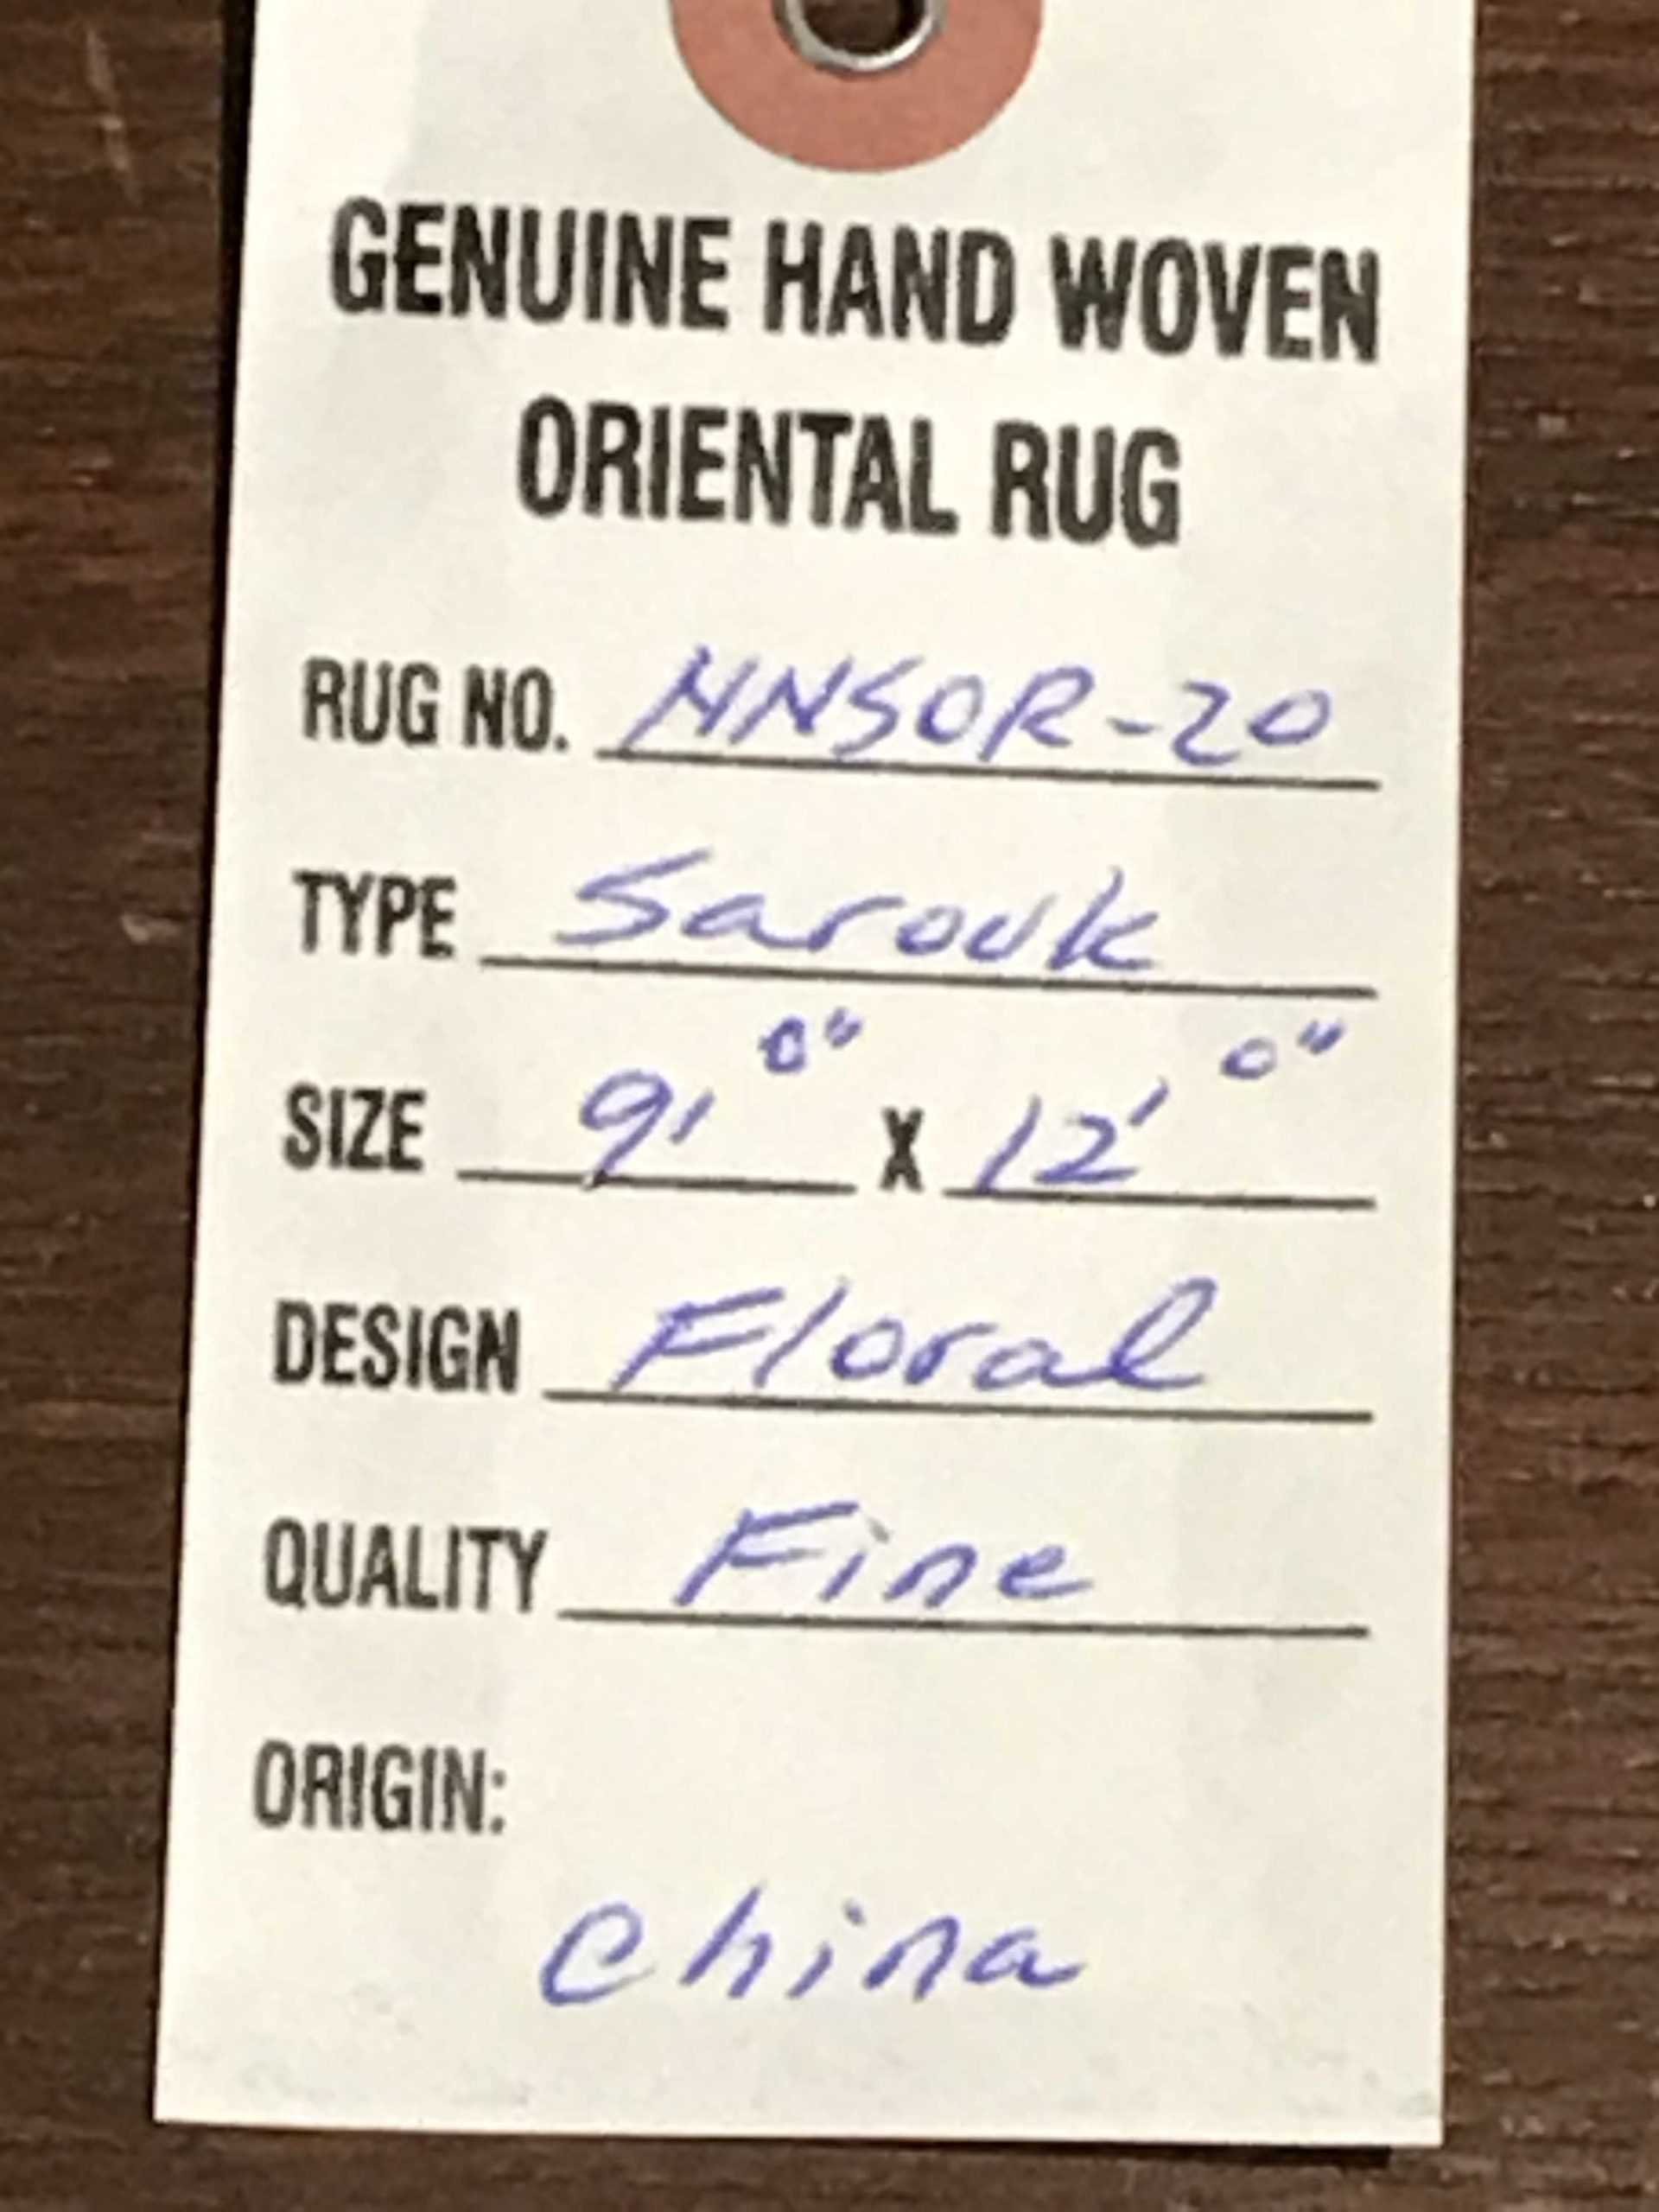 GENUINE HAND WOVEN
ORIENTAL RUG
RUG NO. NNSOR-20
TYPE Sarouk
SIZE 9' 0" X 12' 0"
DESIGN Floral
QUALITY Fine
ORIGIN:
China